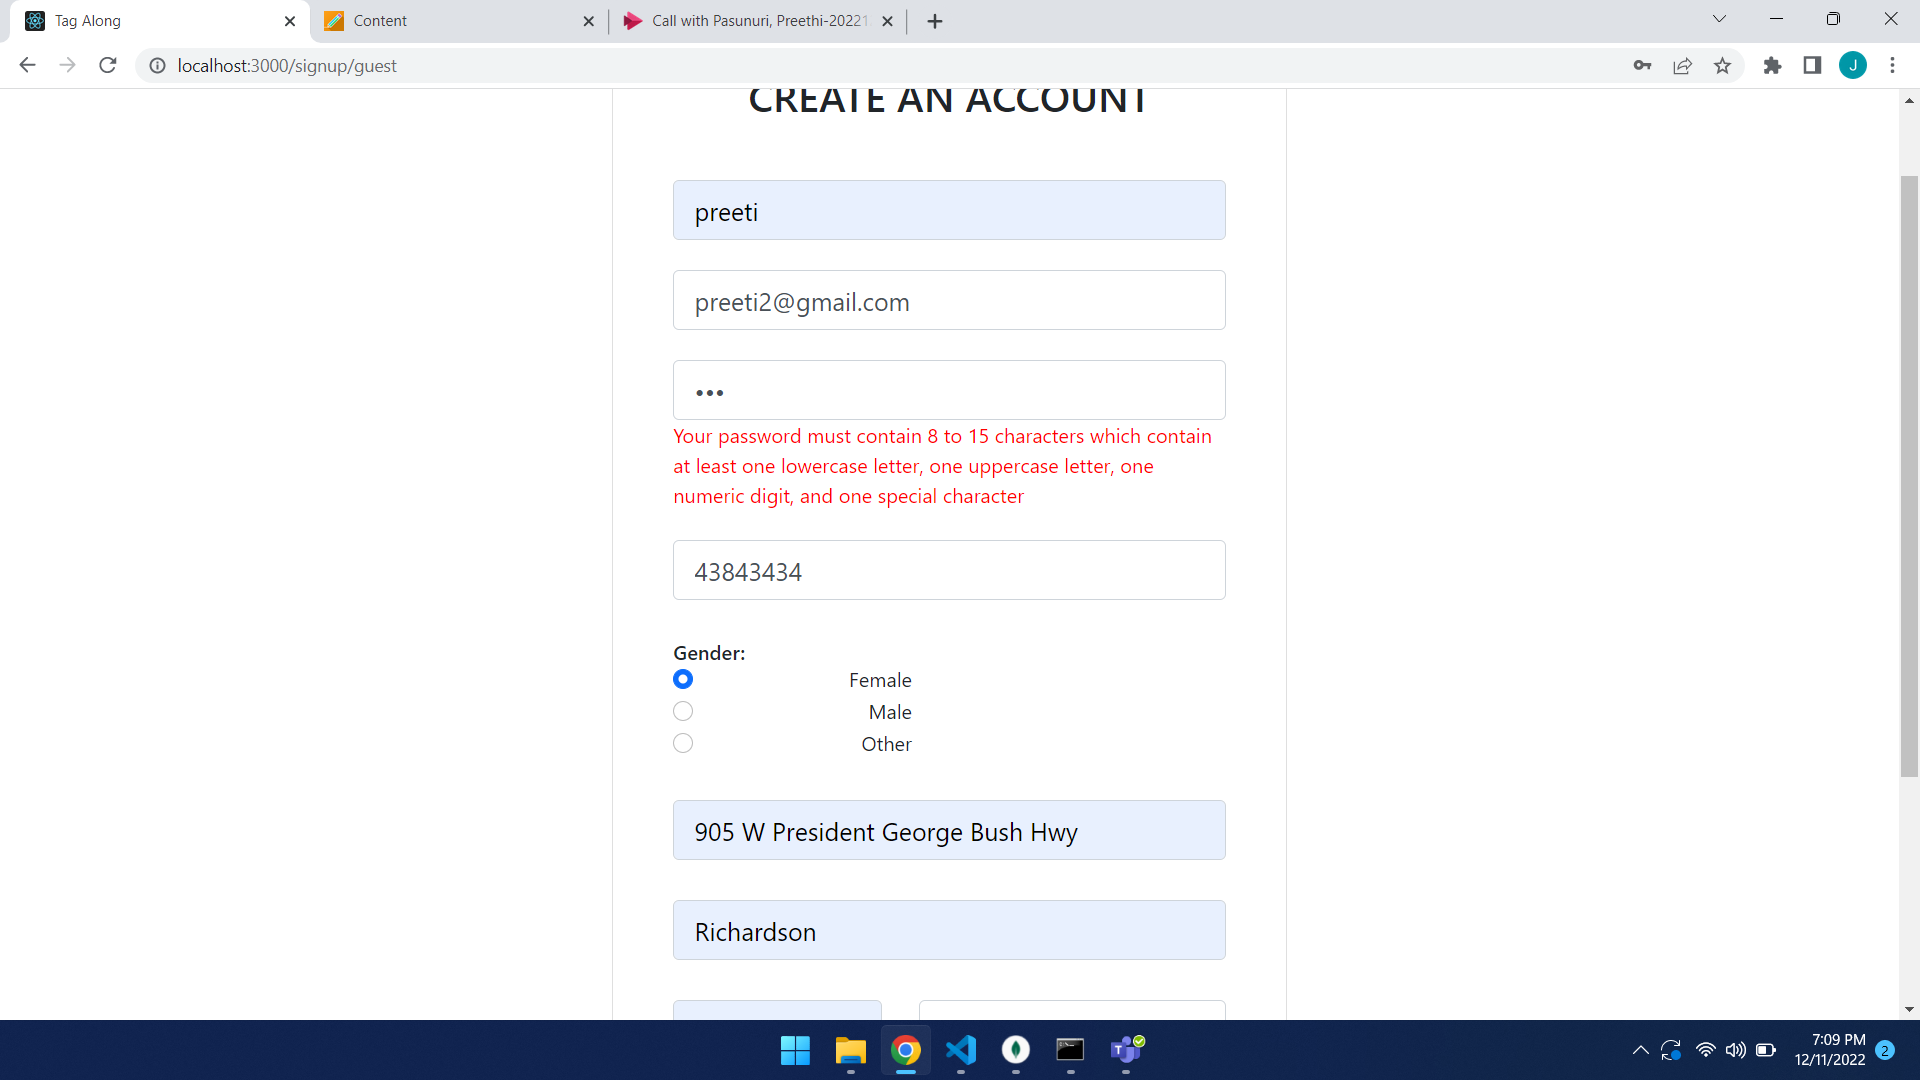 Tag Along
Content
Call with Pasunuri, Preethi-20221
localhost:3000/signup/guest
J
CREATE AN ACCOUNT
preeti
preeti2@gmail.com
•••
Your password must contain 8 to 15 characters which contain
at least one lowercase letter, one uppercase letter, one
numeric digit, and one special character
43843434
Gender:
Female
Male
Other
905 W President George Bush Hwy
Richardson
7:09 PM
12/11/2022
2